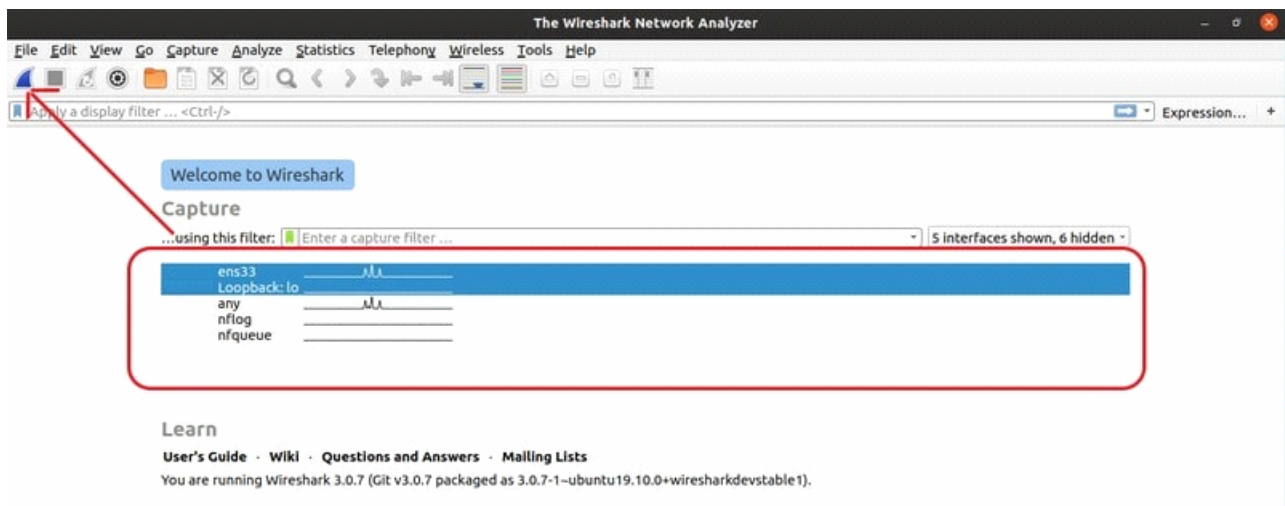 The Wireshark Network Analyzer
File Edit View Go Capture Analyze Statistics Telephony Wireless Tools Help
Apply a display filter ... <Ctrl-/> Expression... +
Welcome to Wireshark
Capture
...using this filter: Enter a capture filter ... 5 interfaces shown, 6 hidden
ens33
Loopback: lo
any
nflog
nfqueue
Learn
User's Guide · Wiki · Questions and Answers · Mailing Lists
You are running Wireshark 3.0.7 (Git v3.0.7 packaged as 3.0.7-1~ubuntu19.10.0+wiresharkdevstable1).